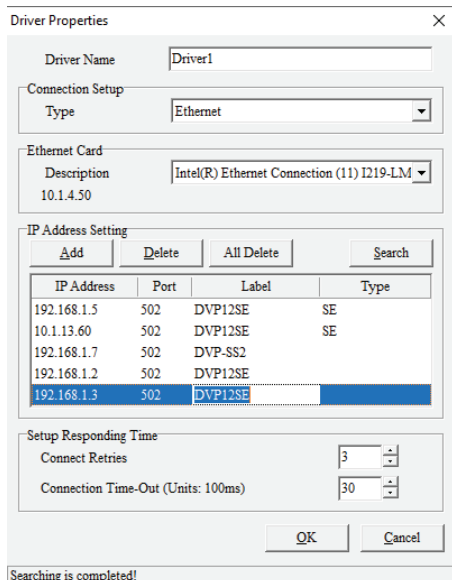 Driver Properties
Driver Name Driver1
Connection Setup
Type Ethernet
Ethernet Card
Description Intel(R) Ethernet Connection (11) I219-LM
10.1.4.50
IP Address Setting
Add Delete All Delete Search
IP Address Port Label Type
192.168.1.5 502 DVP12SE SE
10.1.13.60 502 DVP12SE SE
192.168.1.7 502 DVP-SS2
192.168.1.2 502 DVP12SE
192.168.1.3 502 DVP12SE
Setup Responding Time
Connect Retries 3
Connection Time-Out (Units: 100ms) 30
OK Cancel
Searching is completed!